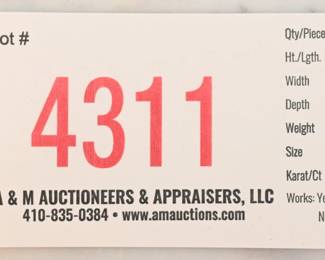 ot #
4311
A & M AUCTIONEERS & APPRAISERS, LLC
410-835-0384 • www.amauctions.com
Qty/Piece
Ht./Lgth.
Width
Depth
Weight
Size
Karat/Ct
Works: Ye
N